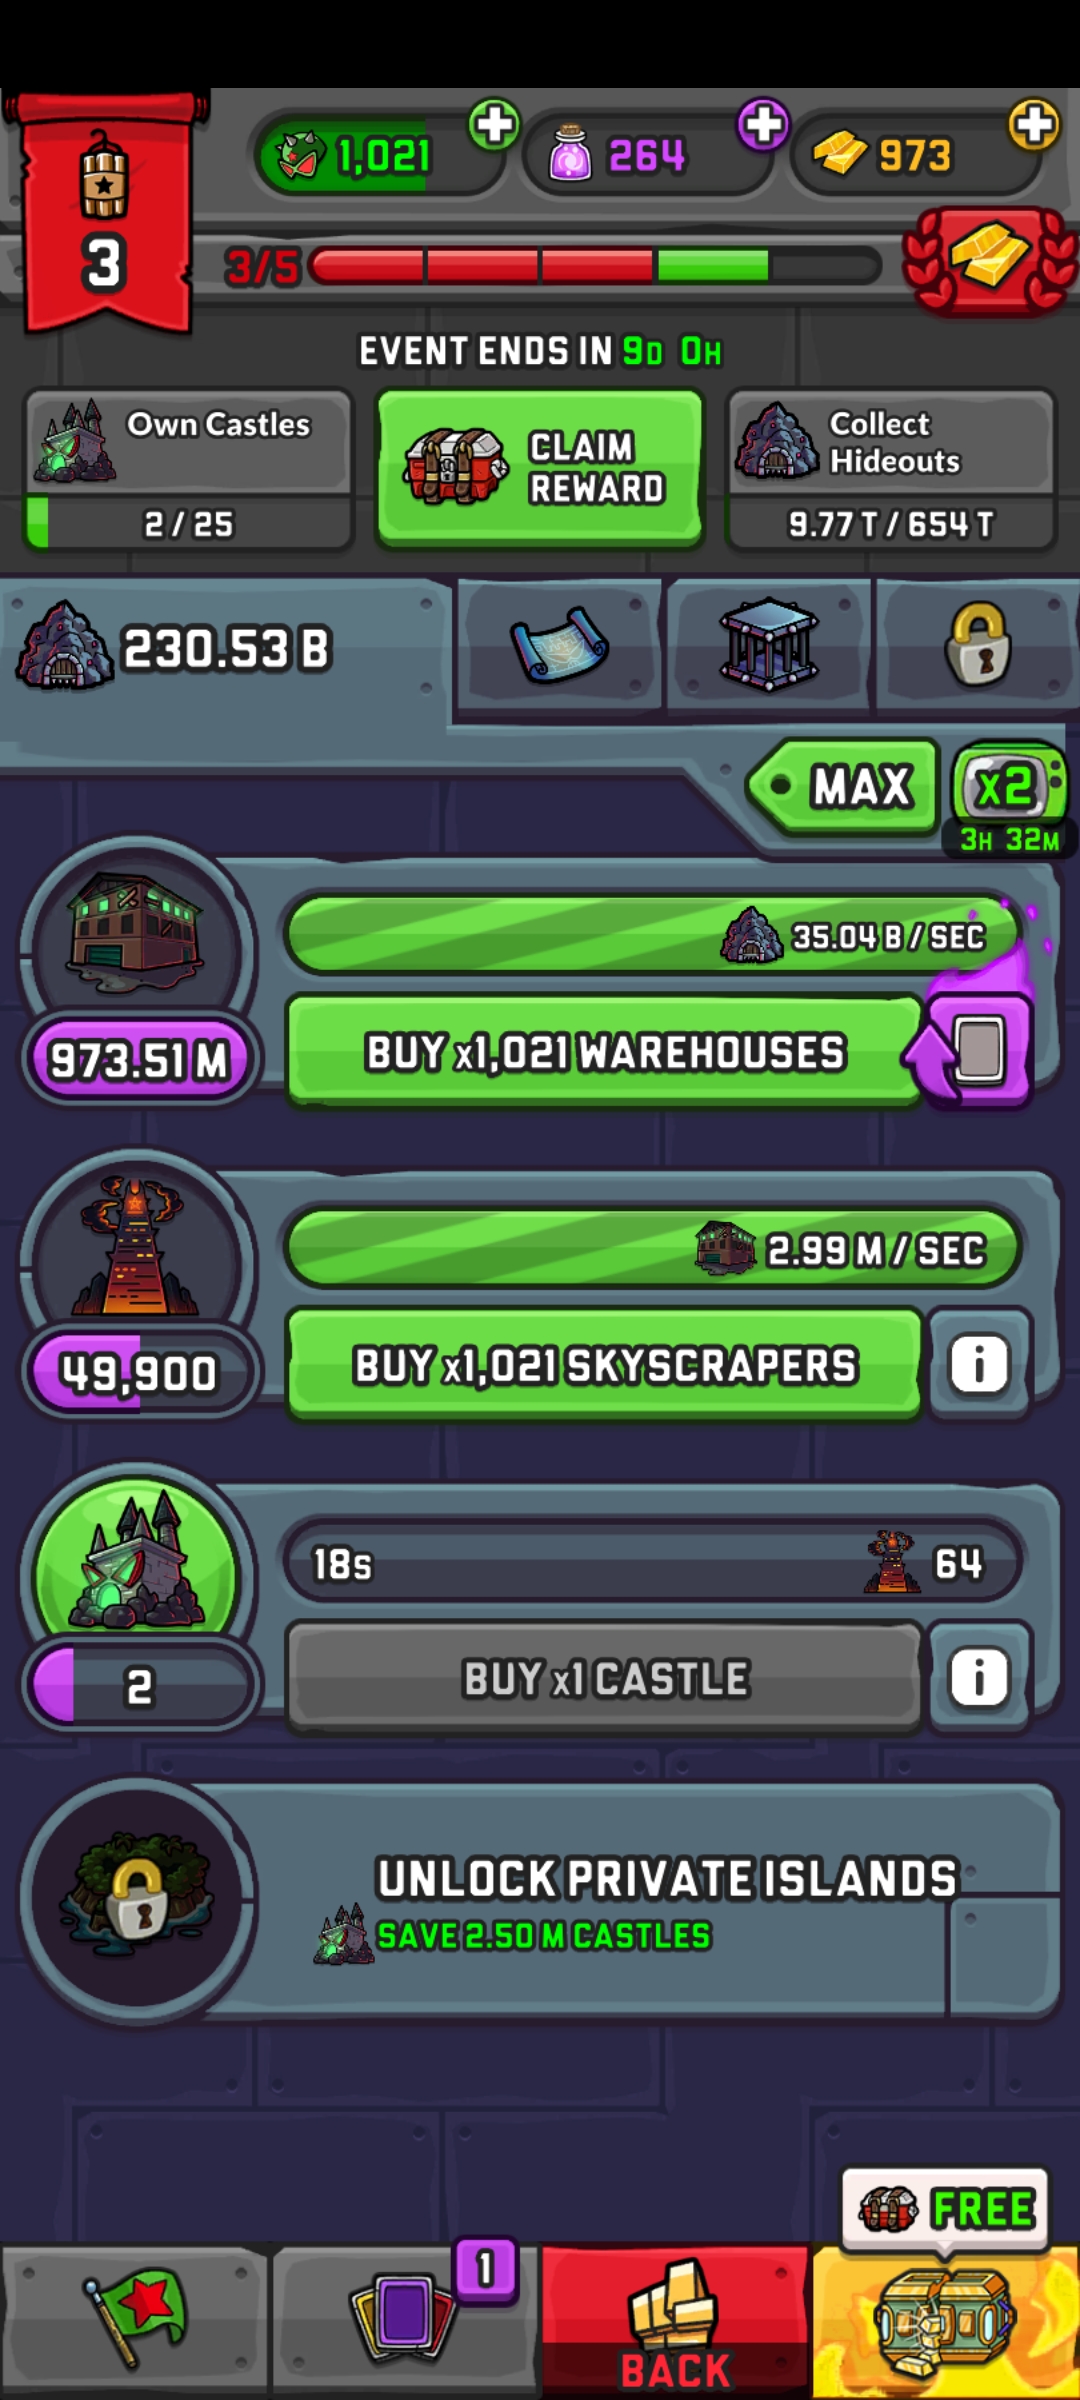 1,021
264
973
3
3/5
EVENT ENDS IN 9D 0H
Own Castles
2 / 25
CLAIM
REWARD
Collect
Hideouts
9.77 T / 654 T
230.53 B
MAX
x2
3H 32M
35.04 B / SEC
973.51 M
BUY x1,021 WAREHOUSES
2.99 M / SEC
49,900
BUY x1,021 SKYSCRAPERS
i
18s
64
2
BUY x1 CASTLE
i
UNLOCK PRIVATE ISLANDS
SAVE 2.50 M CASTLES
FREE
1
BACK